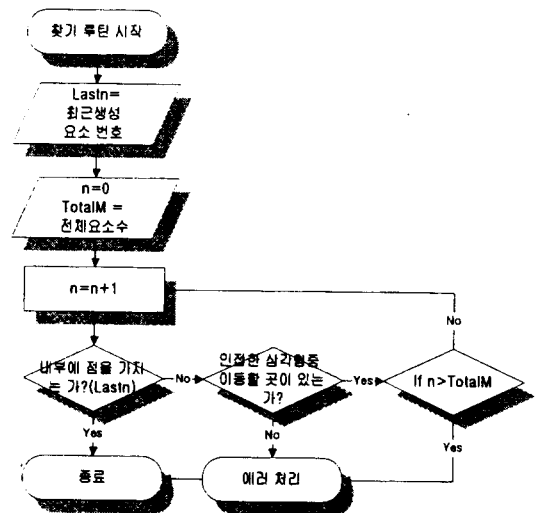 찾기 루틴 시작
Lastn=
최근생성
요소 번호
n=0
TotalM =
전체요소수
n=n+1
No
내부에 점을 가지
는 가?(Lastn)
No
인접한 삼각형중
이동할 곳이 있는
가?
Yes
If n>TotalM
Yes
No
Yes
종료
에러 처리